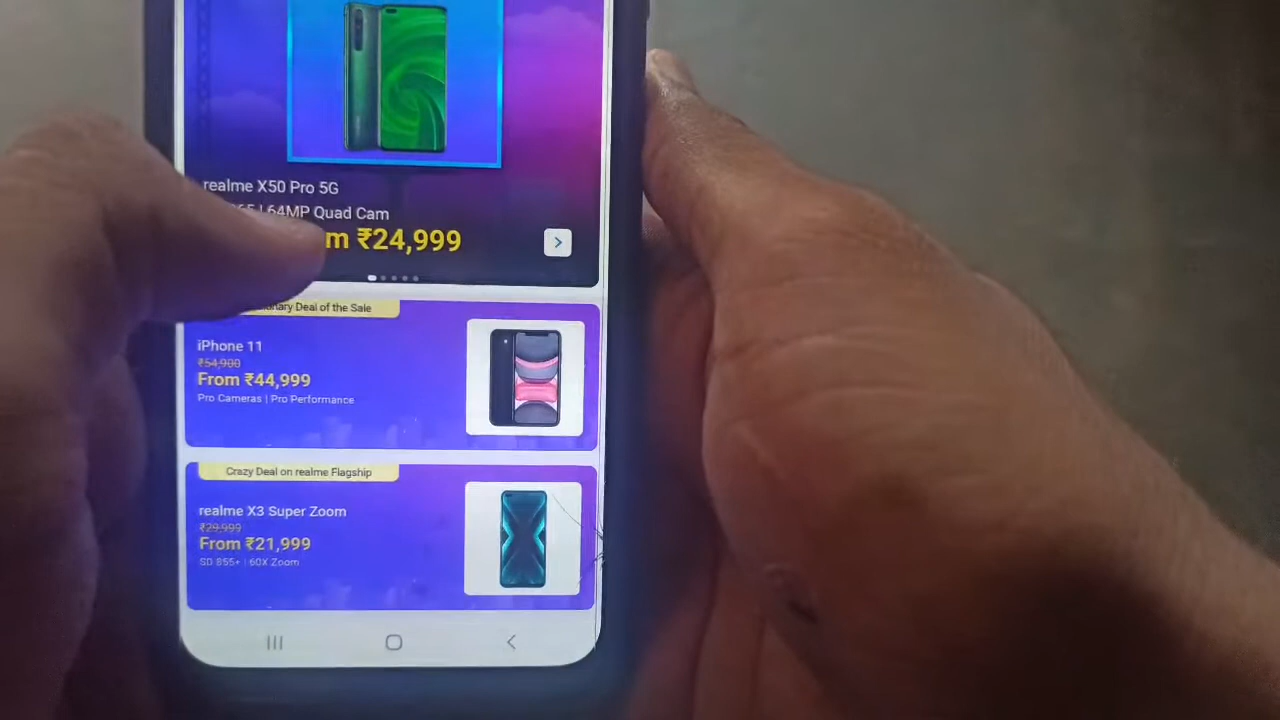 realme X50 Pro 5G
65 | 64MP Quad Cam
m ₹24,999
nary Deal of the Sale
iPhone 11
₹54,900
From ₹44,999
Pro Cameras | Pro Performance
Crazy Deal on realme Flagship
realme X3 Super Zoom
₹29,999
From ₹21,999
SD 855+ | 60X Zoom